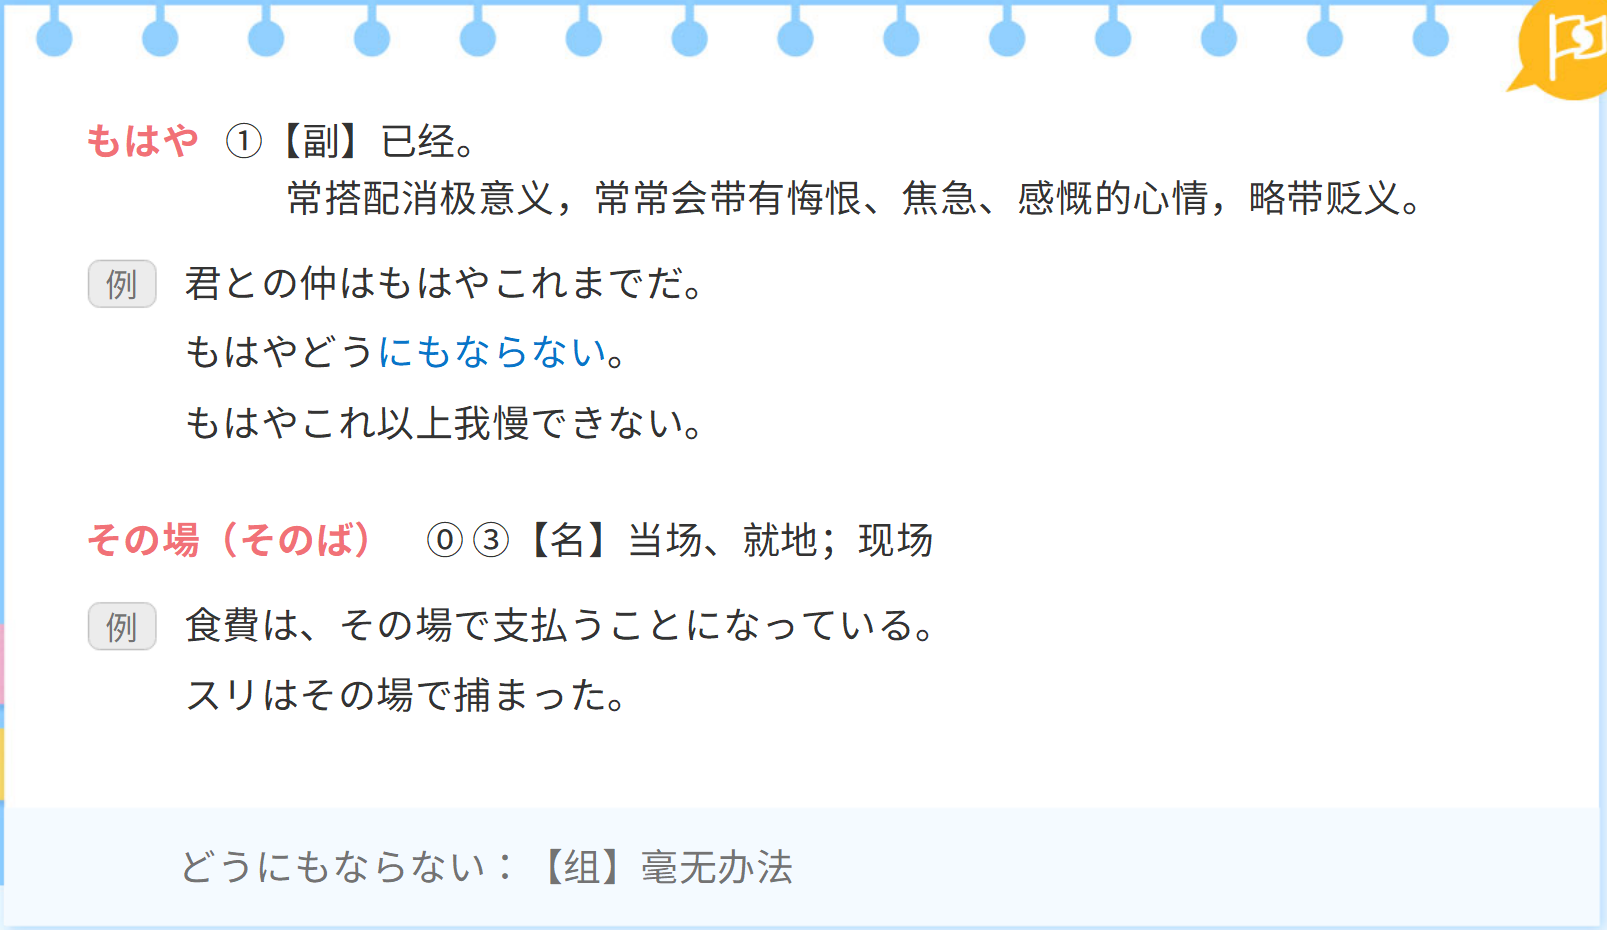 もはや ①【副】已经。
常搭配消极意义，常常会带有悔恨、焦急、感慨的心情，略带贬义。
例 君との仲はもはやこれまでだ。
もはやどうにもならない。
もはやこれ以上我慢できない。
その場（そのば） ⓪③【名】当场、就地；现场
例 食費は、その場で支払うことになっている。
スリはその場で捕まった。
どうにもならない：【组】毫无办法